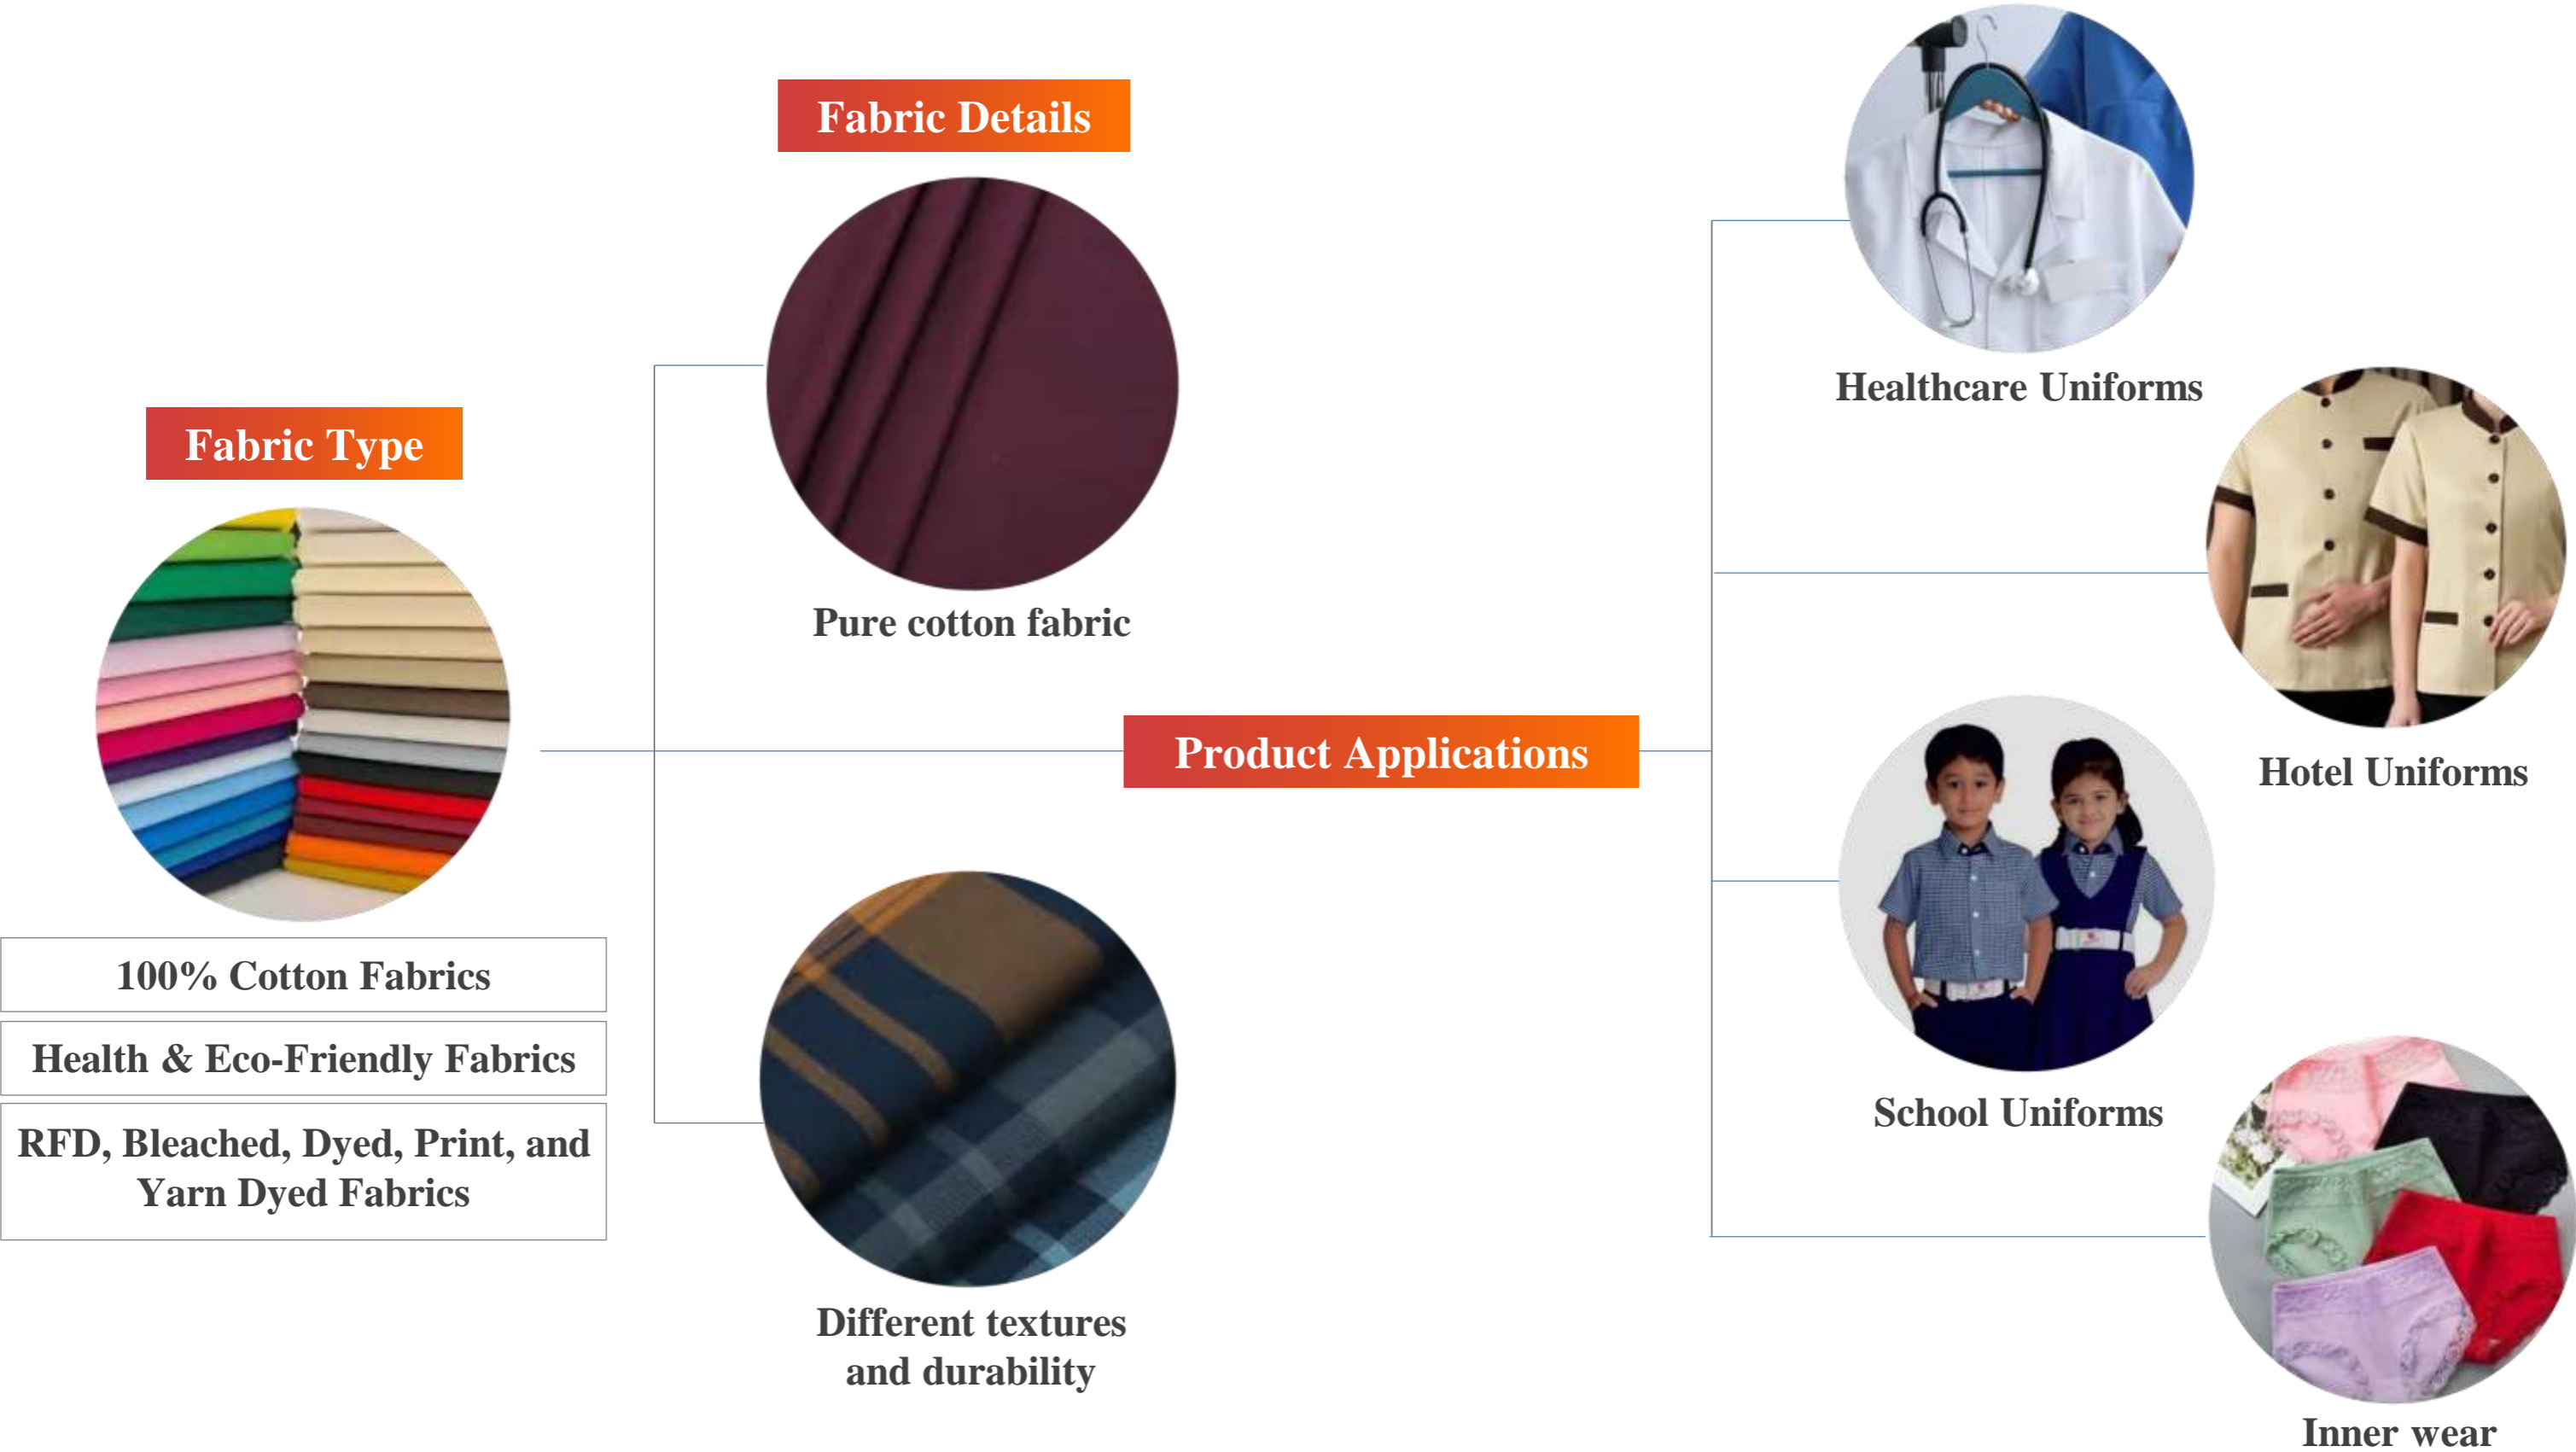 Fabric Type
100% Cotton Fabrics
Health & Eco-Friendly Fabrics
RFD, Bleached, Dyed, Print, and
Yarn Dyed Fabrics
Fabric Details
Pure cotton fabric
Different textures
and durability
Product Applications
Healthcare Uniforms
Hotel Uniforms
School Uniforms
Inner wear